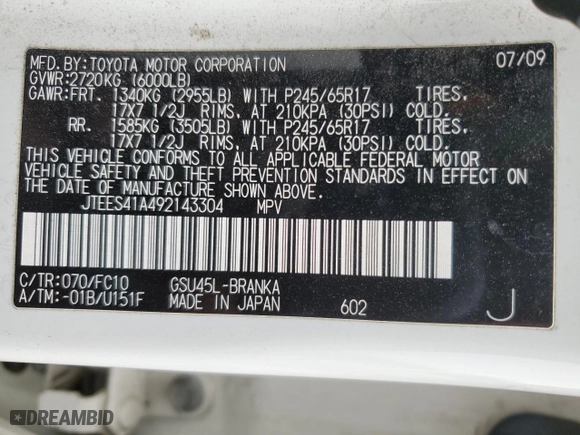 MFD.BY:TOYOTA MOTOR CORPORATION 07/09
GVWR:2720KG (6000LB)
GAWR:FRT. 1340KG (2955LB) WITH P245/65R17 TIRES,
17X7 1/2J RIMS, AT 210KPA (30PSI) COLD.
RR. 1585KG (3505LB) WITH P245/65R17 TIRES,
17X7 1/2J RIMS, AT 210KPA (30PSI) COLD.
THIS VEHICLE CONFORMS TO ALL APPLICABLE FEDERAL MOTOR
VEHICLE SAFETY AND THEFT PREVENTION STANDARDS IN EFFECT ON
THE DATE OF MANUFACTURE SHOWN ABOVE.
JTEES41A492143304 MPV
C/TR:070/FC10 GSU45L-BRANKA
A/TM:-01B/U151F MADE IN JAPAN 602 J
DREAMBID